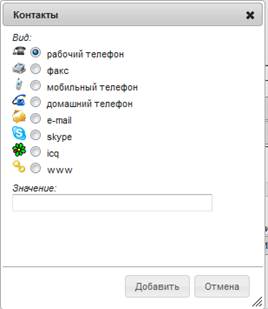 Контакты
Вид:
рабочий телефон
факс
мобильный телефон
домашний телефон
e-mail
skype
icq
www
Значение:
Добавить Отмена